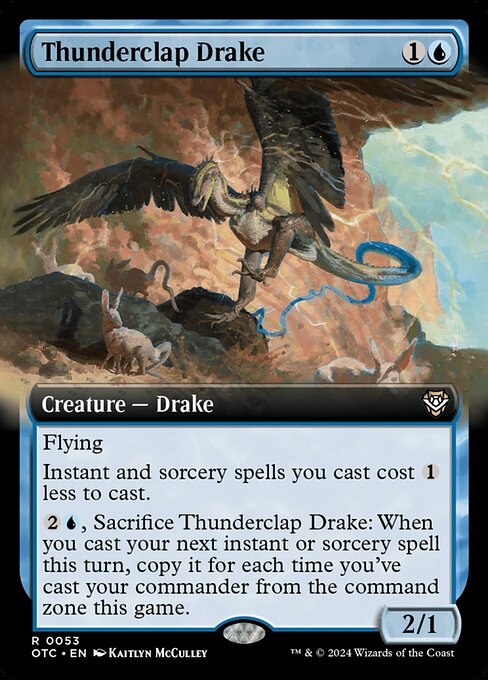 Thunderclap Drake 1
Creature — Drake
Flying
Instant and sorcery spells you cast cost 1
less to cast.
2, Sacrifice Thunderclap Drake: When
you cast your next instant or sorcery spell
this turn, copy it for each time you've
cast your commander from the command
zone this game.
2/1
R 0053
OTC • EN Kaitlyn McCulley
™ & © 2024 Wizards of the Coast